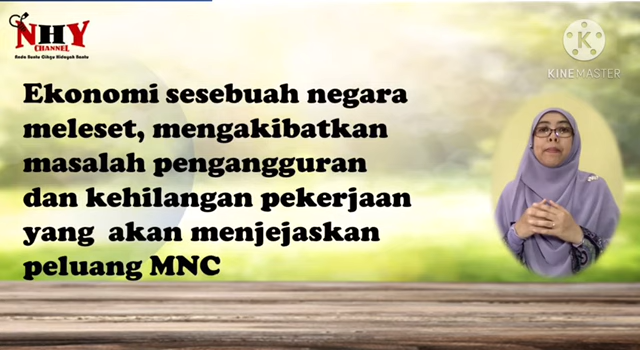 NHY
CHANNEL
KINEMASTER
Ekonomi sesebuah negara
meleset, mengakibatkan
masalah pengangguran
dan kehilangan pekerjaan
yang akan menjejaskan
peluang MNC